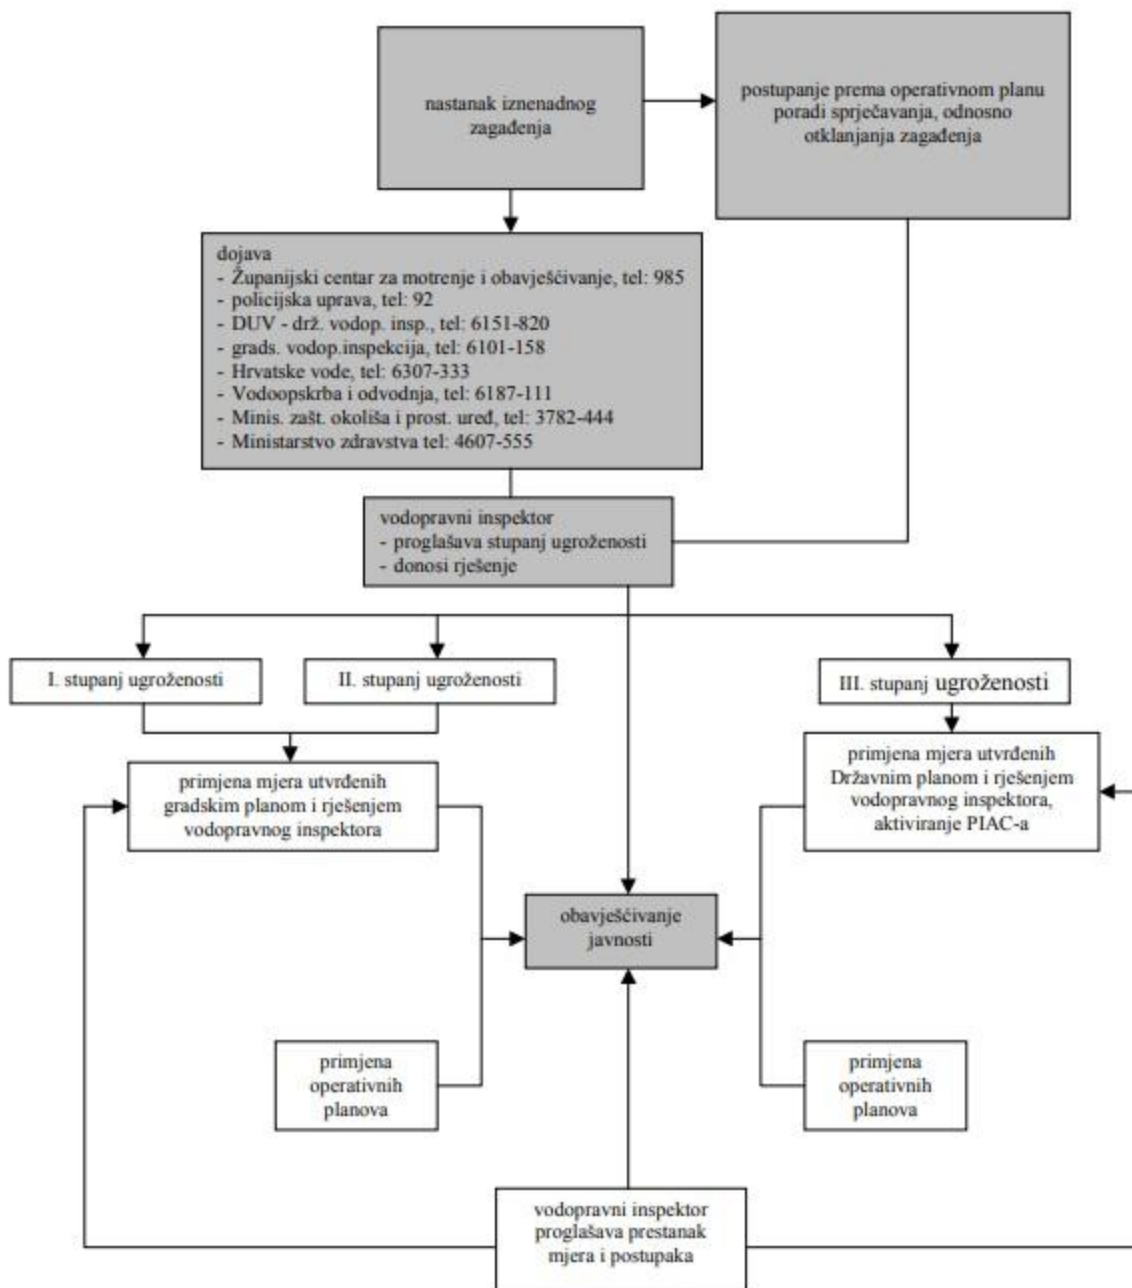 nastanak iznenadnog
zagađenja
postupanje prema operativnom planu
poradi sprječavanja, odnosno
otklanjanja zagađenja
dojava
- Županijski centar za motrenje i obavješćivanje, tel: 985
- policijska uprava, tel: 92
- DUV - drž. vodop. insp., tel: 6151-820
- grads. vodop.inspekcija, tel: 6101-158
- Hrvatske vode, tel: 6307-333
- Vodoopskrba i odvodnja, tel: 6187-111
- Minis. zašt. okoliša i prost. uređ, tel: 3782-444
- Ministarstvo zdravstva tel: 4607-555
vodopravni inspektor
- proglašava stupanj ugroženosti
- donosi rješenje
I. stupanj ugroženosti
II. stupanj ugroženosti
III. stupanj ugroženosti
primjena mjera utvrđenih
gradskim planom i rješenjem
vodopravnog inspektora
primjena mjera utvrđenih
Državnim planom i rješenjem
vodopravnog inspektora,
aktiviranje PIAC-a
obavješćivanje
javnosti
primjena
operativnih
planova
primjena
operativnih
planova
vodopravni inspektor
proglašava prestanak
mjera i postupaka